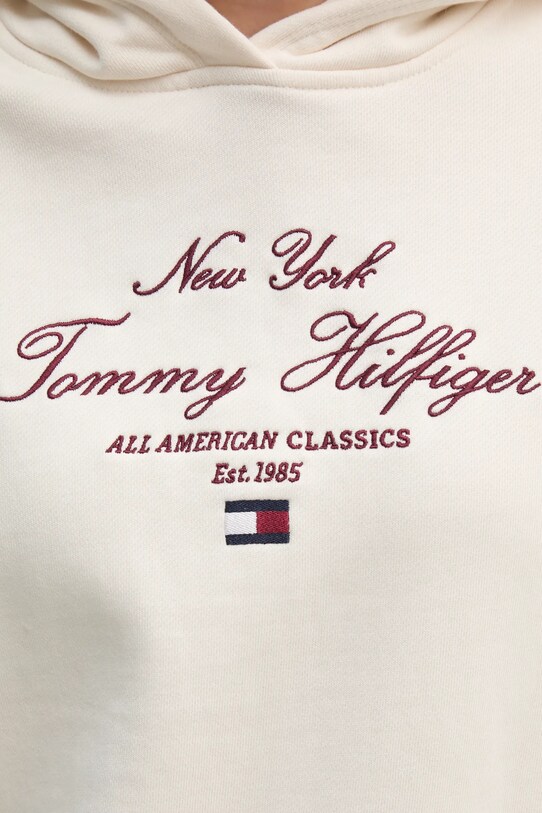 New York
Tommy Hilfiger
ALL AMERICAN CLASSICS
Est. 1985